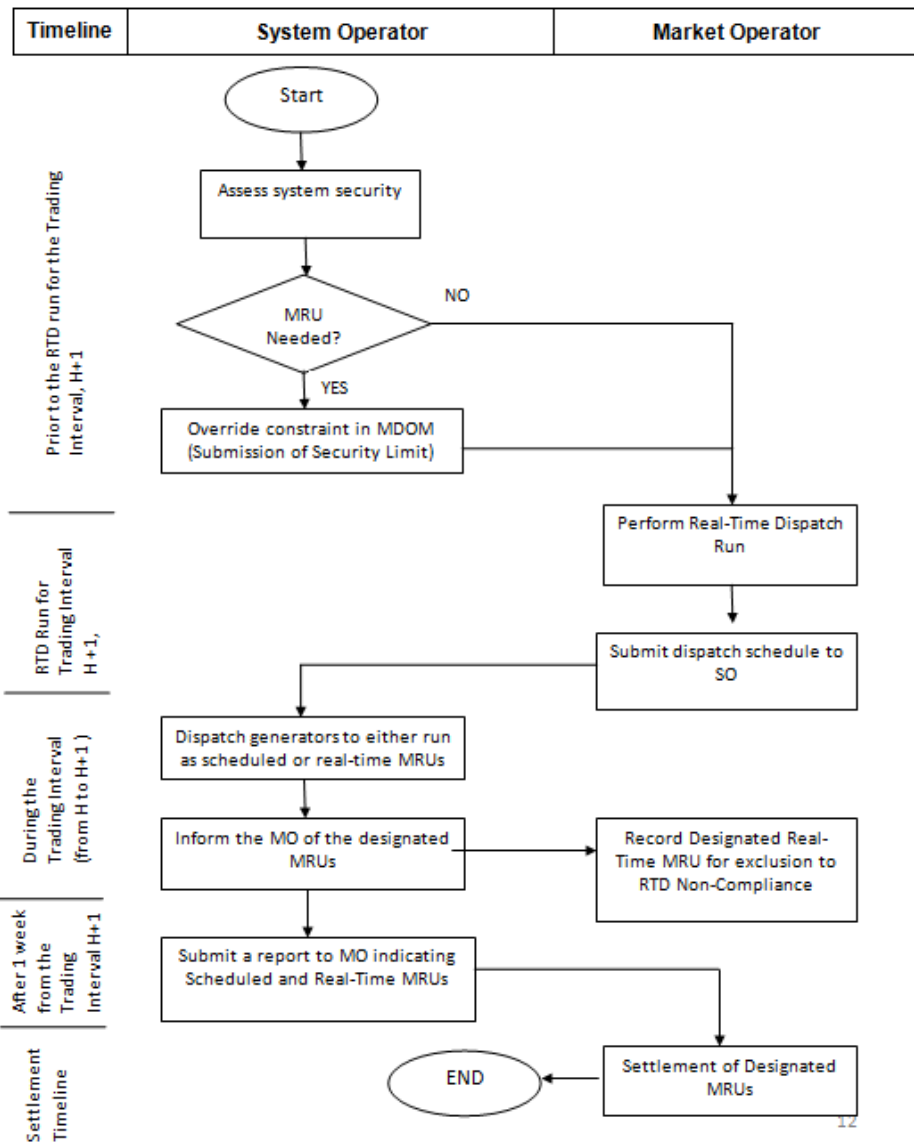 Timeline
System Operator
Market Operator
Prior to the RTD run for the Trading
Interval, H+1
Start
Assess system security
MRU
Needed?
NO
YES
Override constraint in MDOM
(Submission of Security Limit)
RTD Run for
Trading Interval
H+1,
Perform Real-Time Dispatch
Run
Submit dispatch schedule to
SO
During the
Trading Interval
(from H to H+1 )
Dispatch generators to either run
as scheduled or real-time MRUs
Inform the MO of the designated
MRUs
Record Designated Real-
Time MRU for exclusion to
RTD Non-Compliance
After 1 week
from the
Trading
Interval H+1
Submit a report to MO indicating
Scheduled and Real-Time MRUs
Settlement
Timeline
Settlement of Designated
MRUs
END
12